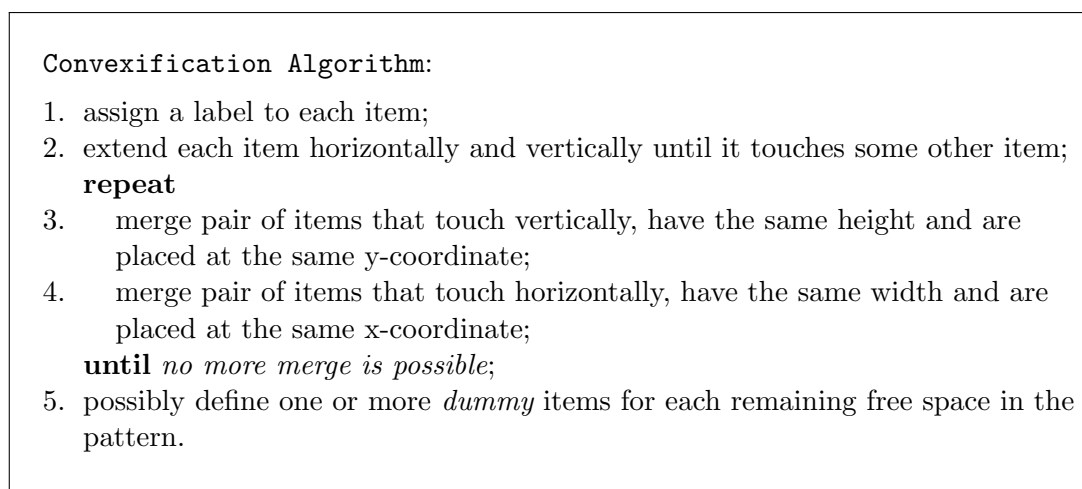 Convexification Algorithm:
1. assign a label to each item;
2. extend each item horizontally and vertically until it touches some other item;
repeat
3. merge pair of items that touch vertically, have the same height and are
placed at the same y-coordinate;
4. merge pair of items that touch horizontally, have the same width and are
placed at the same x-coordinate;
until no more merge is possible;
5. possibly define one or more dummy items for each remaining free space in the
pattern.